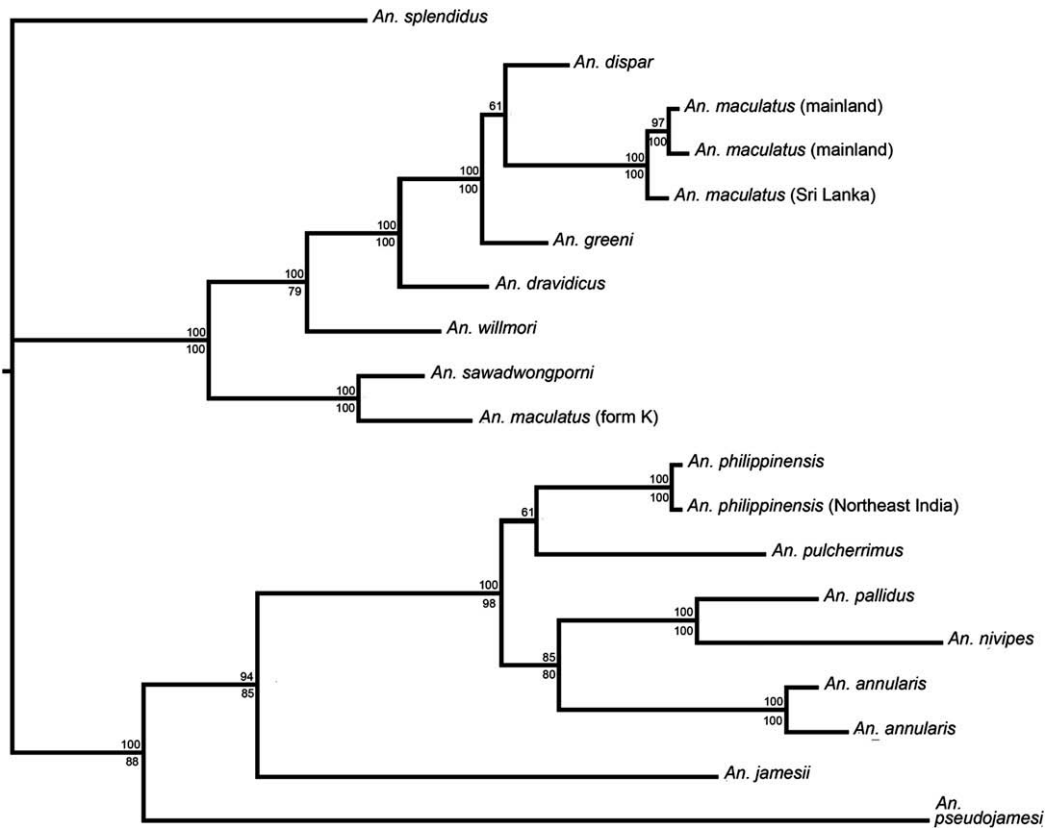 An. splendidus
An. dispar
61
An. maculatus (mainland)
97
100
An. maculatus (mainland)
100
100
An. maculatus (Sri Lanka)
100
100
An. greeni
100
100
An. dravidicus
100
79
An. willmori
100
100
An. sawadwongporni
100
100
An. maculatus (form K)
An. philippinensis
100
100
An. philippinensis (Northeast India)
61
An. pulcherrimus
100
98
An. pallidus
100
100
An. nivipes
85
80
An. annularis
100
100
An. annularis
94
85
An. jamesii
100
88
An.
pseudojamesi